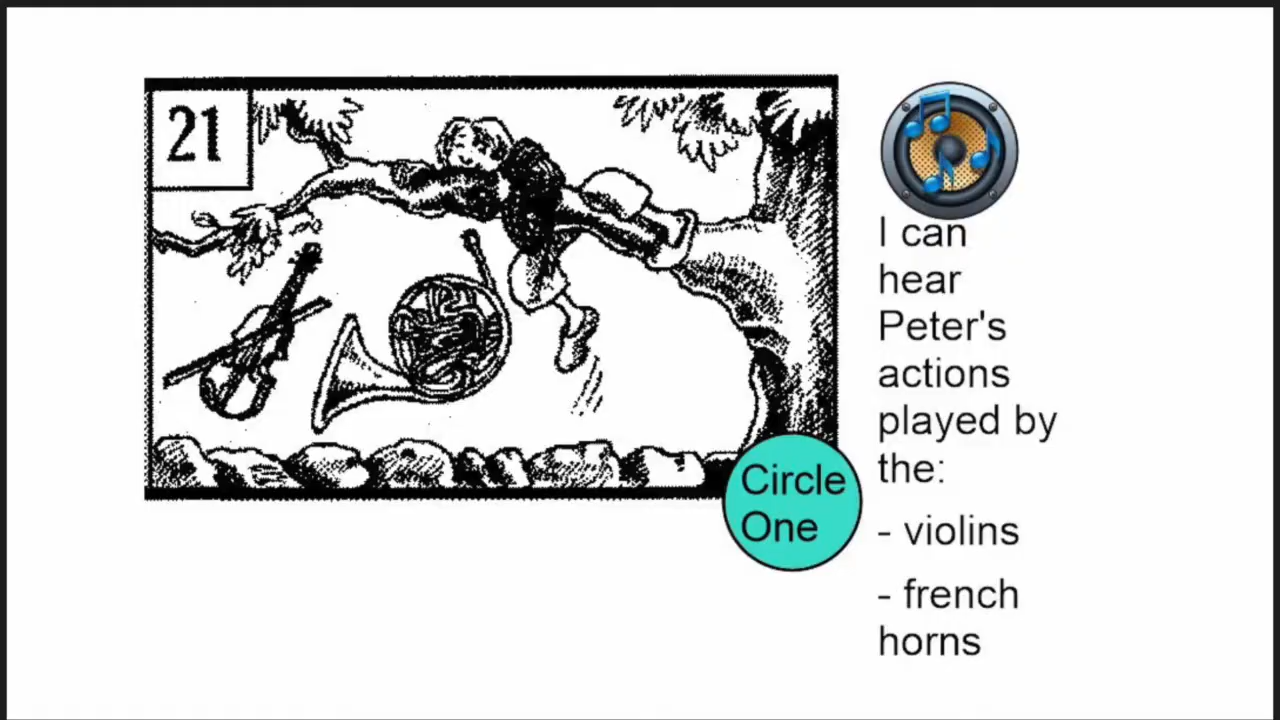 21
I can
hear
Peter's
actions
played by
the:
- violins
- french
horns
Circle
One